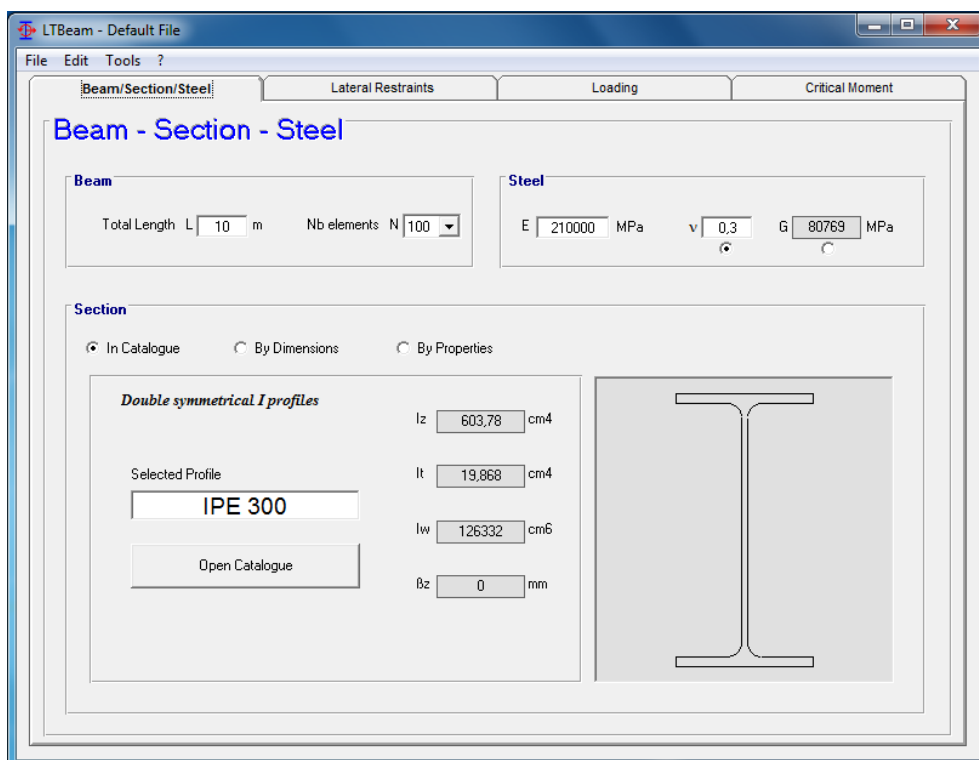 LTBeam - Default File
File Edit Tools ?
Beam/Section/Steel Lateral Restraints Loading Critical Moment
Beam - Section - Steel
Beam Steel
Total Length L 10 m Nb elements N 100 E 210000 MPa ν 0,3 G 80769 MPa
Section
In Catalogue By Dimensions By Properties
Double symmetrical I profiles
Iz 603,78 cm4
Selected Profile It 19,868 cm4
IPE 300
Iw 126332 cm6
Open Catalogue
βz 0 mm